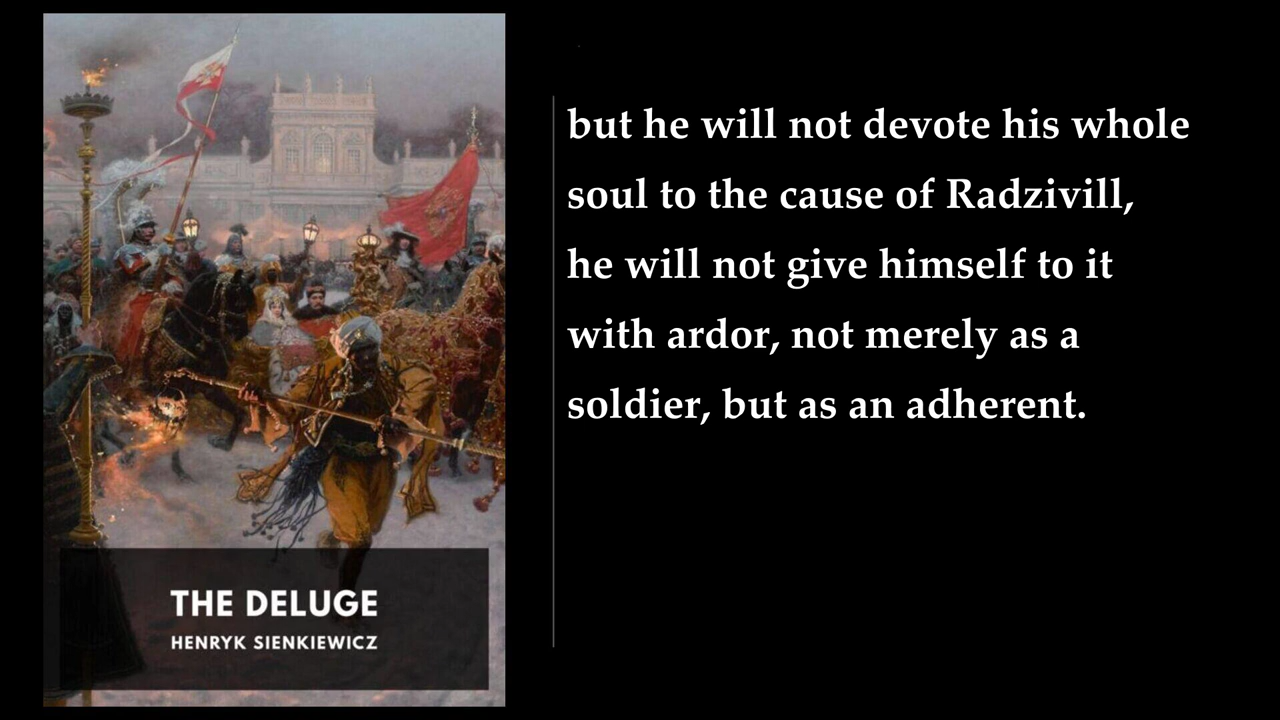 but he will not devote his whole
soul to the cause of Radzivill,
he will not give himself to it
with ardor, not merely as a
soldier, but as an adherent.
THE DELUGE
HENRYK SIENKIEWICZ